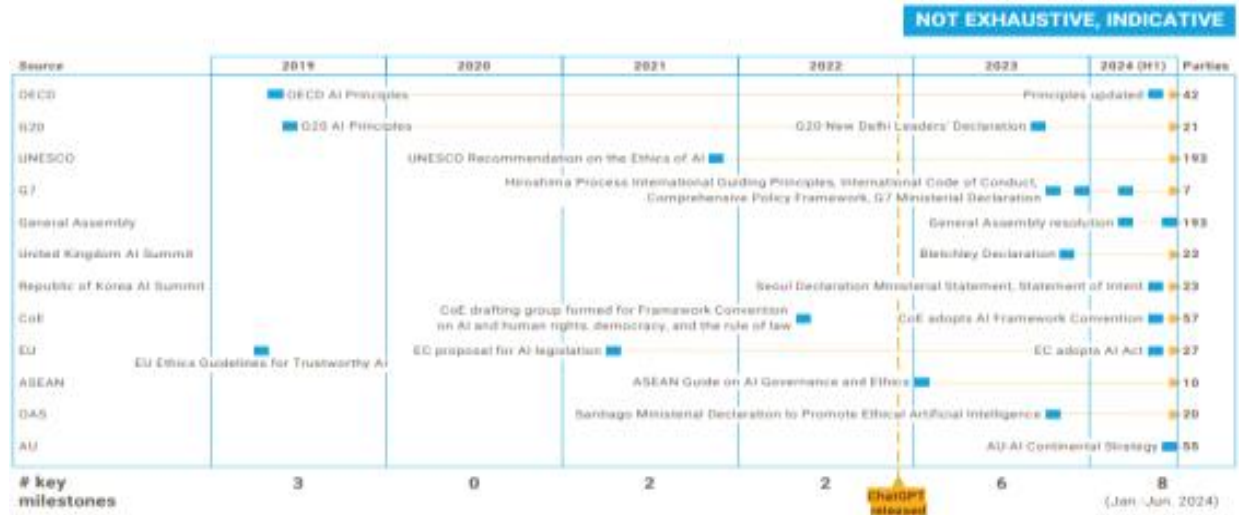 NOT EXHAUSTIVE, INDICATIVE
Source 2019 2020 2021 2022 2023 2024 (H1) Parties
OECD OECD AI Principles Principles updated 42
G20 G20 AI Principles G20 New Delhi Leaders' Declaration 21
UNESCO UNESCO Recommendation on the Ethics of AI 193
G7 Hiroshima Process International Guiding Principles, International Code of Conduct, 7
Comprehensive Policy Framework, G7 Ministerial Declaration
General Assembly General Assembly resolution 193
United Kingdom AI Summit Bletchley Declaration
Republic of Korea AI Summit Seoul Declaration Ministerial Statement, Statement of Intent
CoE CoE drafting group formed for Framework Convention CoE adopts AI Framework Convention 57
on AI and human rights, democracy, and the rule of law
EU EC proposal for AI legislation EC adopts AI Act 27
EU Ethics Guidelines for Trustworthy AI
ASEAN ASEAN Guide on AI Governance and Ethics 10
OAS Santiago Ministerial Declaration to Promote Ethical Artificial Intelligence 20
AU AU AI Continental Strategy 55
# key 3 0 2 2 6 8
milestones (Jan.-Jun. 2024)
ChatGPT
released